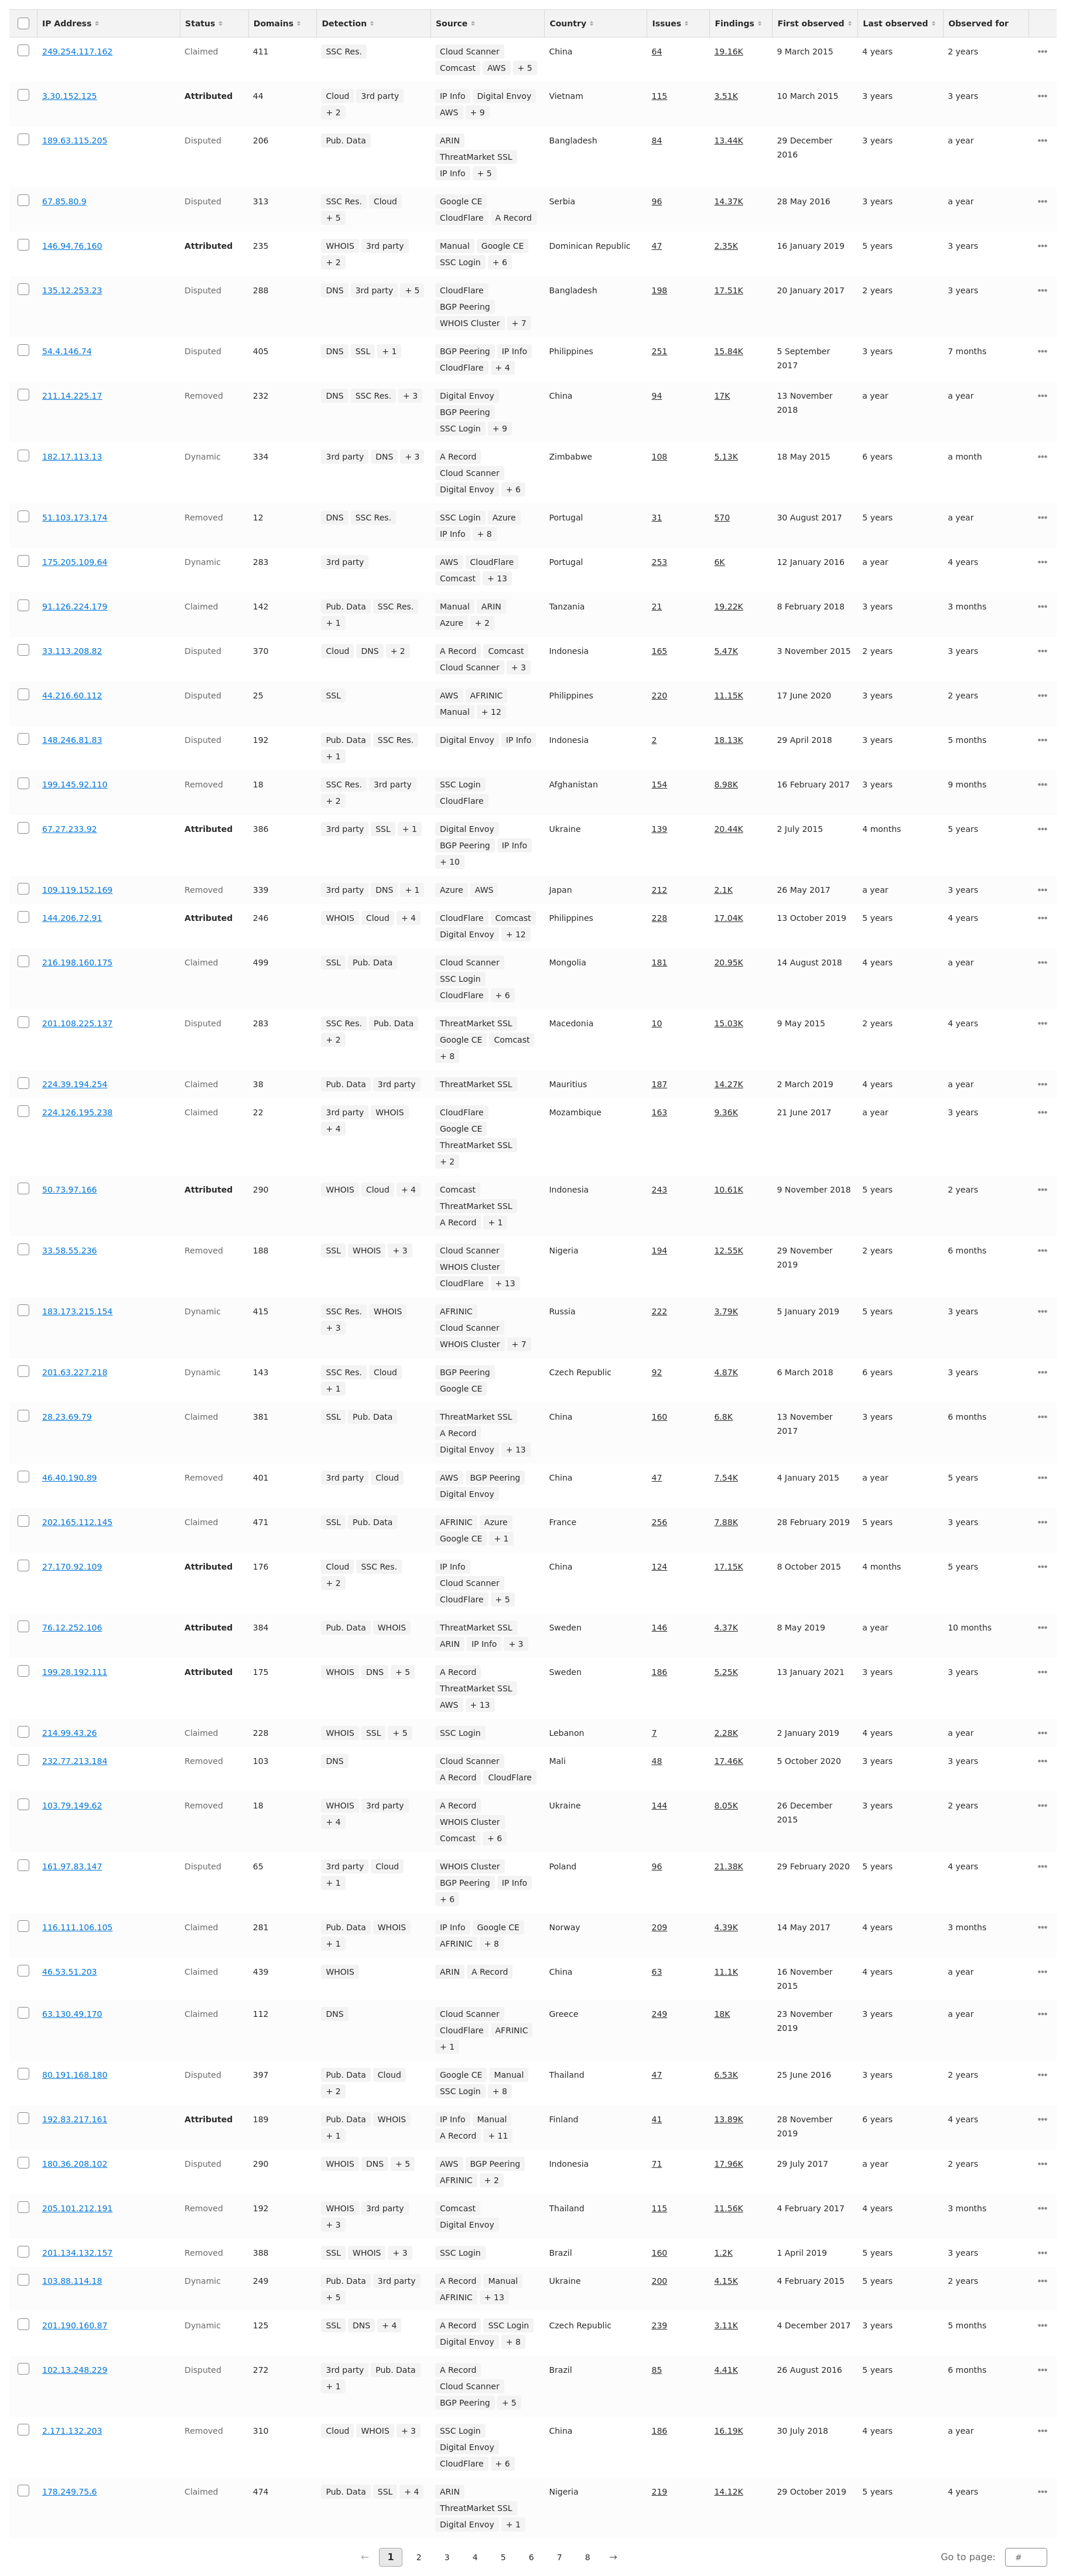 IP Address Status Domains Detection Source Country Issues Findings First observed Last observed Observed for
249.254.117.162 Claimed 411 SSC Res. Cloud Scanner China 64 19.16K 9 March 2015 4 years 2 years
Comcast AWS + 5
3.30.152.125 Attributed 44 Cloud 3rd party IP Info Digital Envoy Vietnam 115 3.51K 10 March 2015 3 years 3 years
+ 2 AWS + 9
189.63.115.205 Disputed 206 Pub. Data ARIN Bangladesh 84 13.44K 29 December 3 years a year
ThreatMarket SSL 2016
IP Info + 5
67.85.80.9 Disputed 313 SSC Res. Cloud Google CE Serbia 96 14.37K 28 May 2016 3 years a year
+ 5 CloudFlare A Record
146.94.76.160 Attributed 235 WHOIS 3rd party Manual Google CE Dominican Republic 47 2.35K 16 January 2019 5 years 3 years
+ 2 SSC Login + 6
135.12.253.23 Disputed 288 DNS 3rd party + 5 CloudFlare Bangladesh 198 17.51K 20 January 2017 2 years 3 years
BGP Peering
WHOIS Cluster + 7
54.4.146.74 Disputed 405 DNS SSL + 1 BGP Peering IP Info Philippines 251 15.84K 5 September 3 years 7 months
CloudFlare + 4 2017
211.14.225.17 Removed 232 DNS SSC Res. + 3 Digital Envoy China 94 17K 13 November a year a year
BGP Peering 2018
SSC Login + 9
182.17.113.13 Dynamic 334 3rd party DNS + 3 A Record Zimbabwe 108 5.13K 18 May 2015 6 years a month
Cloud Scanner
Digital Envoy + 6
51.103.173.174 Removed 12 DNS SSC Res. SSC Login Azure Portugal 31 570 30 August 2017 5 years a year
IP Info + 8
175.205.109.64 Dynamic 283 3rd party AWS CloudFlare Portugal 253 6K 12 January 2016 a year 4 years
Comcast + 13
91.126.224.179 Claimed 142 Pub. Data SSC Res. Manual ARIN Tanzania 21 19.22K 8 February 2018 3 years 3 months
+ 1 Azure + 2
33.113.208.82 Disputed 370 Cloud DNS + 2 A Record Comcast Indonesia 165 5.47K 3 November 2015 2 years 3 years
Cloud Scanner + 3
44.216.60.112 Disputed 25 SSL AWS AFRINIC Philippines 220 11.15K 17 June 2020 3 years 2 years
Manual + 12
148.246.81.83 Disputed 192 Pub. Data SSC Res. Digital Envoy IP Info Indonesia 2 18.13K 29 April 2018 3 years 5 months
+ 1
199.145.92.110 Removed 18 SSC Res. 3rd party SSC Login Afghanistan 154 8.98K 16 February 2017 3 years 9 months
+ 2 CloudFlare
67.27.233.92 Attributed 386 3rd party SSL + 1 Digital Envoy Ukraine 139 20.44K 2 July 2015 4 months 5 years
BGP Peering IP Info
+ 10
109.119.152.169 Removed 339 3rd party DNS + 1 Azure AWS Japan 212 2.1K 26 May 2017 a year 3 years
144.206.72.91 Attributed 246 WHOIS Cloud + 4 CloudFlare Comcast Philippines 228 17.04K 13 October 2019 5 years 4 years
Digital Envoy + 12
216.198.160.175 Claimed 499 SSL Pub. Data Cloud Scanner Mongolia 181 20.95K 14 August 2018 4 years a year
SSC Login
CloudFlare + 6
201.108.225.137 Disputed 283 SSC Res. Pub. Data ThreatMarket SSL Macedonia 10 15.03K 9 May 2015 2 years 4 years
+ 2 Google CE Comcast
+ 8
224.39.194.254 Claimed 38 Pub. Data 3rd party ThreatMarket SSL Mauritius 187 14.27K 2 March 2019 4 years a year
224.126.195.238 Claimed 22 3rd party WHOIS CloudFlare Mozambique 163 9.36K 21 June 2017 a year 3 years
+ 4 Google CE
ThreatMarket SSL
+ 2
50.73.97.166 Attributed 290 WHOIS Cloud + 4 Comcast Indonesia 243 10.61K 9 November 2018 5 years 2 years
ThreatMarket SSL
A Record + 1
33.58.55.236 Removed 188 SSL WHOIS + 3 Cloud Scanner Nigeria 194 12.55K 29 November 2 years 6 months
WHOIS Cluster 2019
CloudFlare + 13
183.173.215.154 Dynamic 415 SSC Res. WHOIS AFRINIC Russia 222 3.79K 5 January 2019 5 years 3 years
+ 3 Cloud Scanner
WHOIS Cluster + 7
201.63.227.218 Dynamic 143 SSC Res. Cloud BGP Peering Czech Republic 92 4.87K 6 March 2018 6 years 3 years
+ 1 Google CE
28.23.69.79 Claimed 381 SSL Pub. Data ThreatMarket SSL China 160 6.8K 13 November 3 years 6 months
A Record 2017
Digital Envoy + 13
46.40.190.89 Removed 401 3rd party Cloud AWS BGP Peering China 47 7.54K 4 January 2015 a year 5 years
Digital Envoy
202.165.112.145 Claimed 471 SSL Pub. Data AFRINIC Azure France 256 7.88K 28 February 2019 5 years 3 years
Google CE + 1
27.170.92.109 Attributed 176 Cloud SSC Res. IP Info China 124 17.15K 8 October 2015 4 months 5 years
+ 2 Cloud Scanner
CloudFlare + 5
76.12.252.106 Attributed 384 Pub. Data WHOIS ThreatMarket SSL Sweden 146 4.37K 8 May 2019 a year 10 months
ARIN IP Info + 3
199.28.192.111 Attributed 175 WHOIS DNS + 5 A Record Sweden 186 5.25K 13 January 2021 3 years 3 years
ThreatMarket SSL
AWS + 13
214.99.43.26 Claimed 228 WHOIS SSL + 5 SSC Login Lebanon 7 2.28K 2 January 2019 4 years a year
232.77.213.184 Removed 103 DNS Cloud Scanner Mali 48 17.46K 5 October 2020 3 years 3 years
A Record CloudFlare
103.79.149.62 Removed 18 WHOIS 3rd party A Record Ukraine 144 8.05K 26 December 3 years 2 years
+ 4 WHOIS Cluster 2015
Comcast + 6
161.97.83.147 Disputed 65 3rd party Cloud WHOIS Cluster Poland 96 21.38K 29 February 2020 5 years 4 years
+ 1 BGP Peering IP Info
+ 6
116.111.106.105 Claimed 281 Pub. Data WHOIS IP Info Google CE Norway 209 4.39K 14 May 2017 4 years 3 months
+ 1 AFRINIC + 8
46.53.51.203 Claimed 439 WHOIS ARIN A Record China 63 11.1K 16 November 4 years a year
2015
63.130.49.170 Claimed 112 DNS Cloud Scanner Greece 249 18K 23 November 3 years a year
CloudFlare AFRINIC 2019
+ 1
80.191.168.180 Disputed 397 Pub. Data Cloud Google CE Manual Thailand 47 6.53K 25 June 2016 3 years 2 years
+ 2 SSC Login + 8
192.83.217.161 Attributed 189 Pub. Data WHOIS IP Info Manual Finland 41 13.89K 28 November 6 years 4 years
+ 1 A Record + 11 2019
180.36.208.102 Disputed 290 WHOIS DNS + 5 AWS BGP Peering Indonesia 71 17.96K 29 July 2017 a year 2 years
AFRINIC + 2
205.101.212.191 Removed 192 WHOIS 3rd party Comcast Thailand 115 11.56K 4 February 2017 4 years 3 months
+ 3 Digital Envoy
201.134.132.157 Removed 388 SSL WHOIS + 3 SSC Login Brazil 160 1.2K 1 April 2019 5 years 3 years
103.88.114.18 Dynamic 249 Pub. Data 3rd party A Record Manual Ukraine 200 4.15K 4 February 2015 5 years 2 years
+ 5 AFRINIC + 13
201.190.160.87 Dynamic 125 SSL DNS + 4 A Record SSC Login Czech Republic 239 3.11K 4 December 2017 3 years 5 months
Digital Envoy + 8
102.13.248.229 Disputed 272 3rd party Pub. Data A Record Brazil 85 4.41K 26 August 2016 5 years 6 months
+ 1 Cloud Scanner
BGP Peering + 5
2.171.132.203 Removed 310 Cloud WHOIS + 3 SSC Login China 186 16.19K 30 July 2018 4 years a year
Digital Envoy
CloudFlare + 6
178.249.75.6 Claimed 474 Pub. Data SSL + 4 ARIN Nigeria 219 14.12K 29 October 2019 5 years 4 years
ThreatMarket SSL
Digital Envoy + 1
← 1 2 3 4 5 6 7 8 → Go to page: #